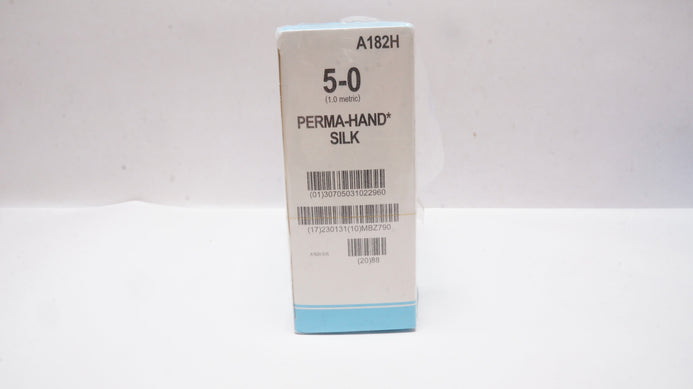 A182H
5-0
(1.0 metric)
PERMA-HAND*
SILK
(01)30705031022960
(17)230131(10)MBZ790
(20)88